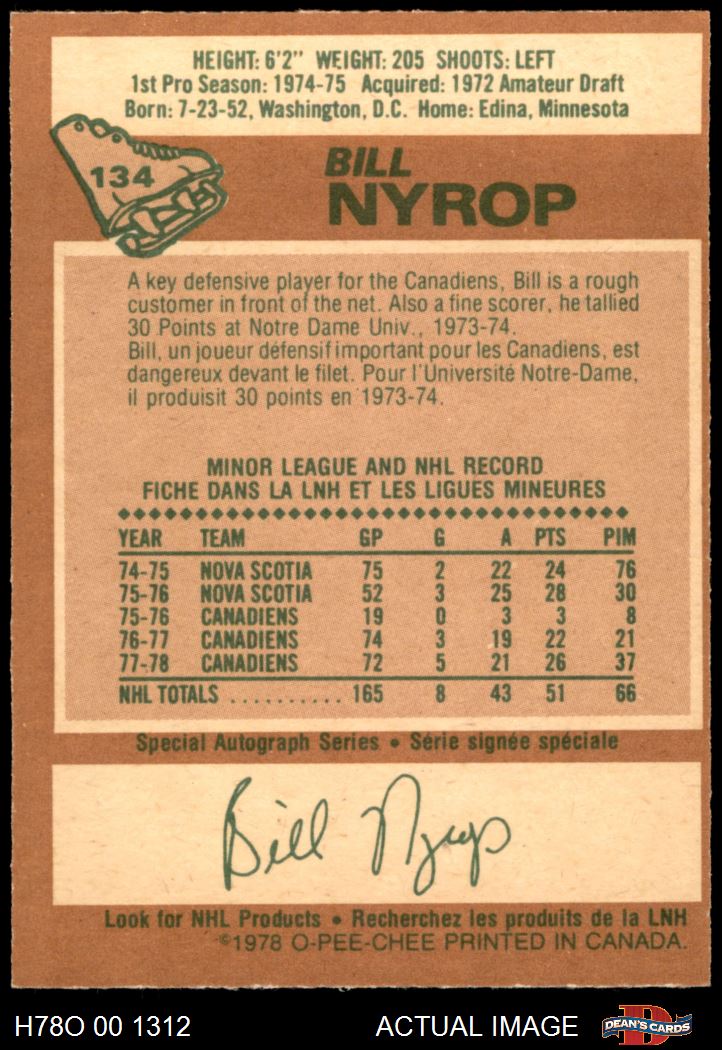 HEIGHT: 6'2" WEIGHT: 205 SHOOTS: LEFT
1st Pro Season: 1974-75 Acquired: 1972 Amateur Draft
Born: 7-23-52, Washington, D.C. Home: Edina, Minnesota
134
BILL
NYROP
A key defensive player for the Canadiens, Bill is a rough
customer in front of the net. Also a fine scorer, he tallied
30 Points at Notre Dame Univ., 1973-74.
Bill, un joueur défensif important pour les Canadiens, est
dangereux devant le filet. Pour l'Université Notre-Dame,
il produisit 30 points en 1973-74.
MINOR LEAGUE AND NHL RECORD
FICHE DANS LA LNH ET LES LIGUES MINEURES
YEAR TEAM GP G A PTS PIM
74-75 NOVA SCOTIA 75 2 22 24 76
75-76 NOVA SCOTIA 52 3 25 28 30
75-76 CANADIENS 19 0 3 3 8
76-77 CANADIENS 74 3 19 22 21
77-78 CANADIENS 72 5 21 26 37
NHL TOTALS .......... 165 8 43 51 66
Special Autograph Series • Série signée spéciale
Bill Nyrop
Look for NHL Products • Recherchez les produits de la LNH
©1978 O-PEE-CHEE PRINTED IN CANADA.
H78O 00 1312 ACTUAL IMAGE D DEAN'S CARDS